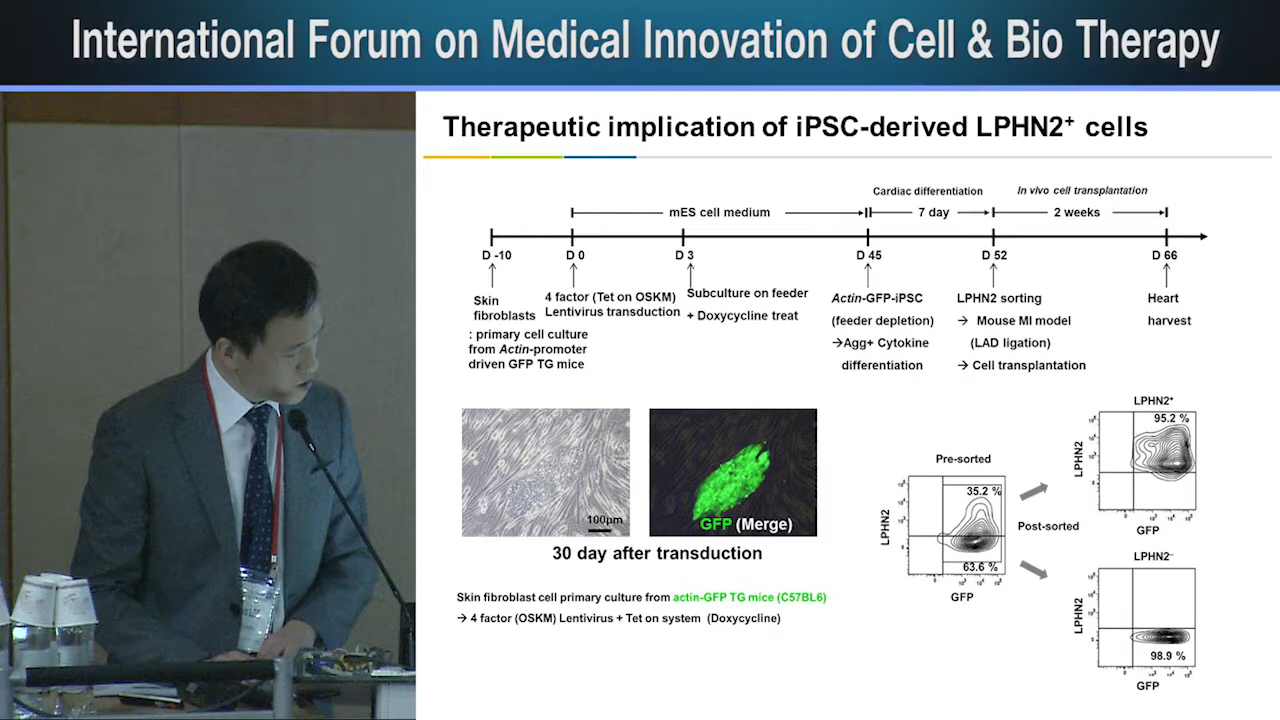 International Forum on Medical Innovation of Cell & Bio Therapy
Therapeutic implication of iPSC-derived LPHN2⁺ cells
Cardiac differentiation
In vivo cell transplantation
mES cell medium
7 day
2 weeks
D -10
D 0
D 3
D 45
D 52
D 66
Skin
fibroblasts
: primary cell culture
from Actin-promoter
driven GFP TG mice
4 factor (Tet on OSKM)
Lentivirus transduction
Subculture on feeder
+ Doxycycline treat
Actin-GFP-iPSC
(feeder depletion)
→Agg+ Cytokine
differentiation
LPHN2 sorting
→ Mouse MI model
(LAD ligation)
→ Cell transplantation
Heart
harvest
100µm
GFP (Merge)
30 day after transduction
Skin fibroblast cell primary culture from actin-GFP TG mice (C57BL6)
→ 4 factor (OSKM) Lentivirus + Tet on system (Doxycycline)
Pre-sorted
35.2 %
63.6 %
LPHN2
GFP
Post-sorted
LPHN2⁺
95.2 %
LPHN2
GFP
LPHN2⁻
98.9 %
LPHN2
GFP